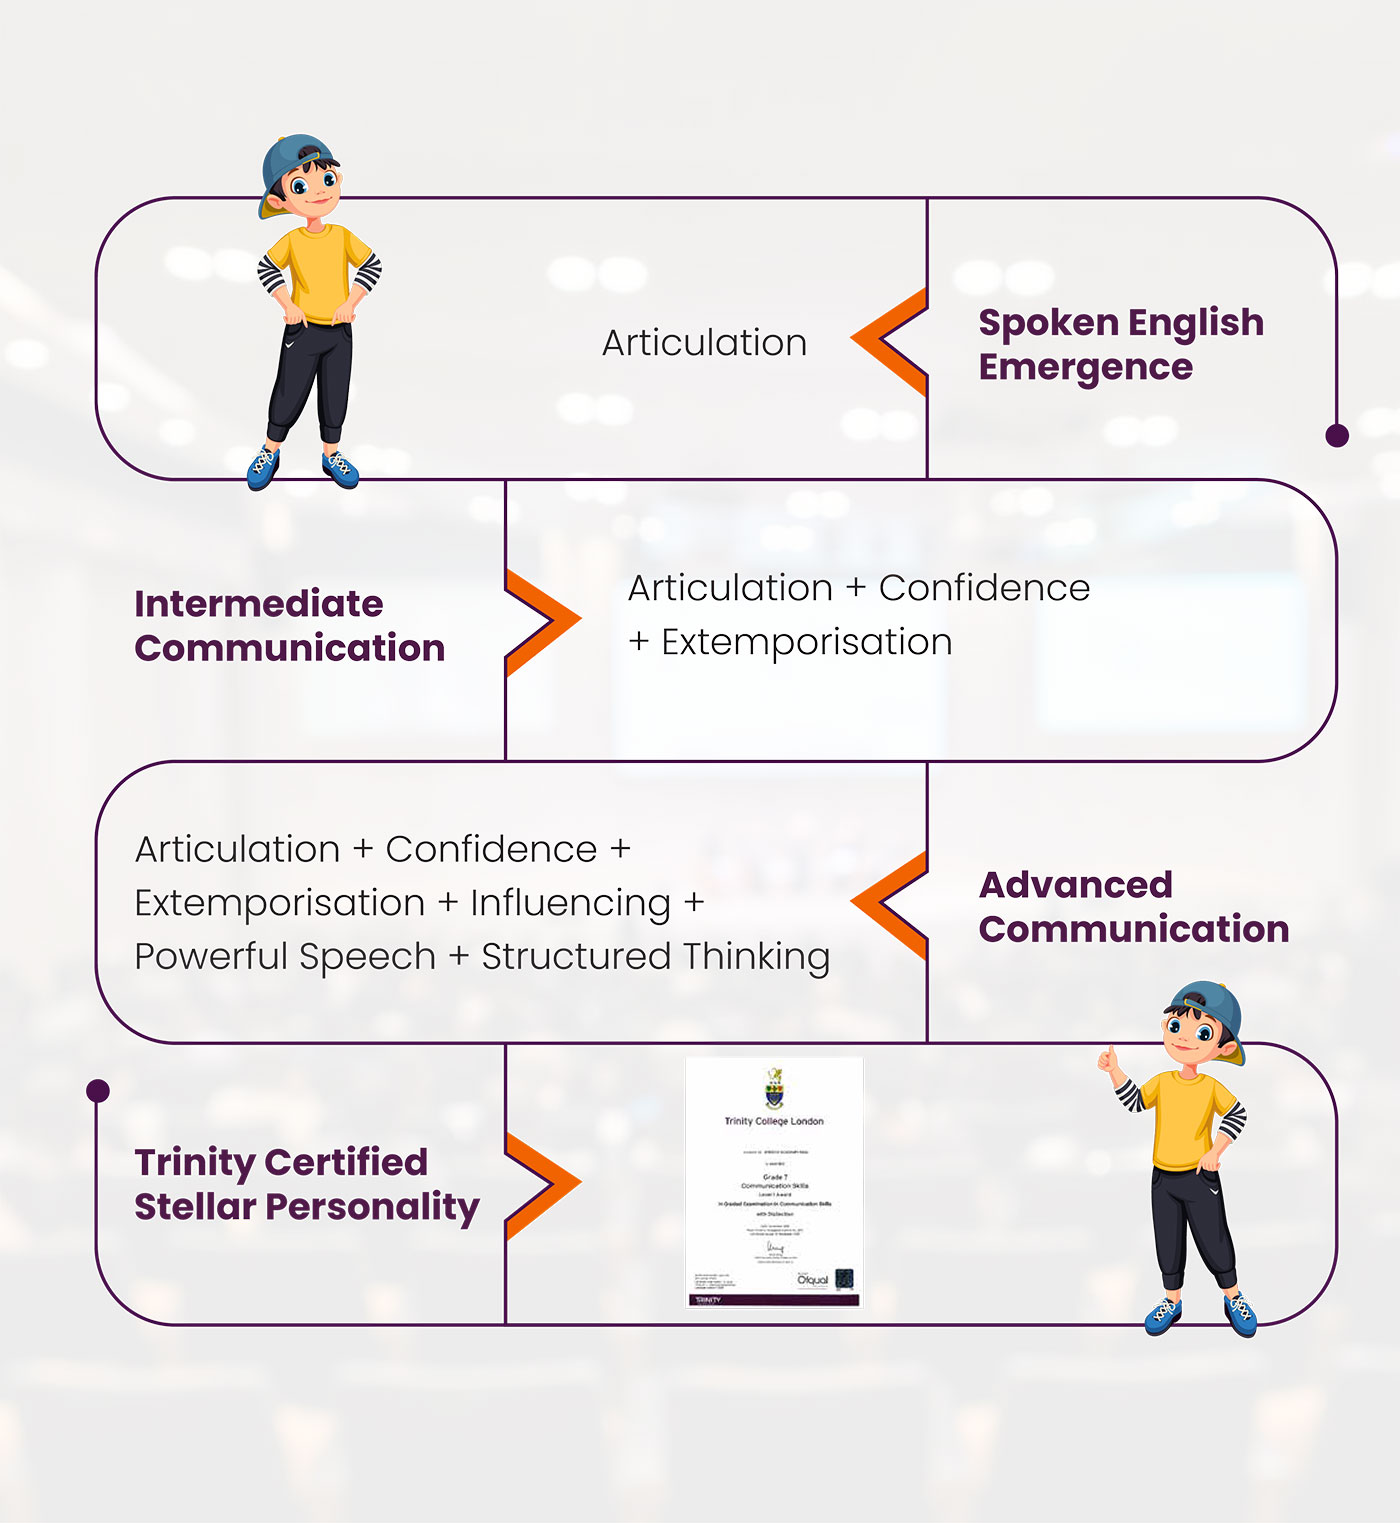 Spoken English
Emergence
Articulation
Intermediate
Communication
Articulation + Confidence
+ Extemporisation
Advanced
Communication
Articulation + Confidence +
Extemporisation + Influencing +
Powerful Speech + Structured Thinking
Trinity Certified
Stellar Personality
Trinity College London
Grade 7
Communication Skills
Level 1 Award
in Graded Examination in Communication Skills
with Distinction
Ofqual
TRINITY